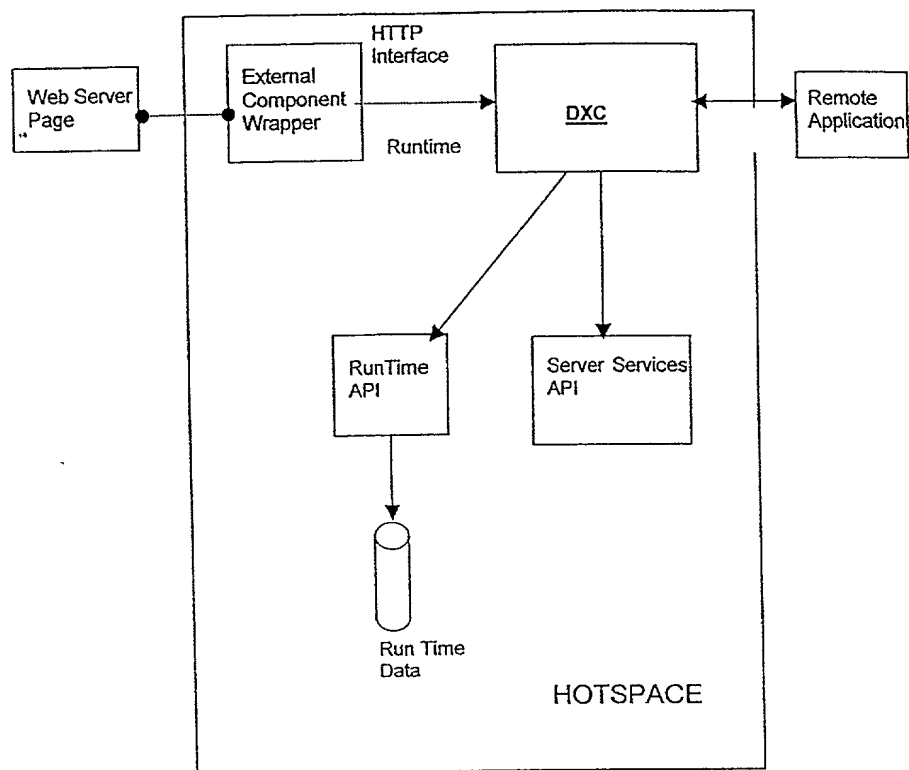 HTTP
Interface
Web Server
Page
External
Component
Wrapper
Runtime
DXC
Remote
Application
RunTime
API
Server Services
API
Run Time
Data
HOTSPACE